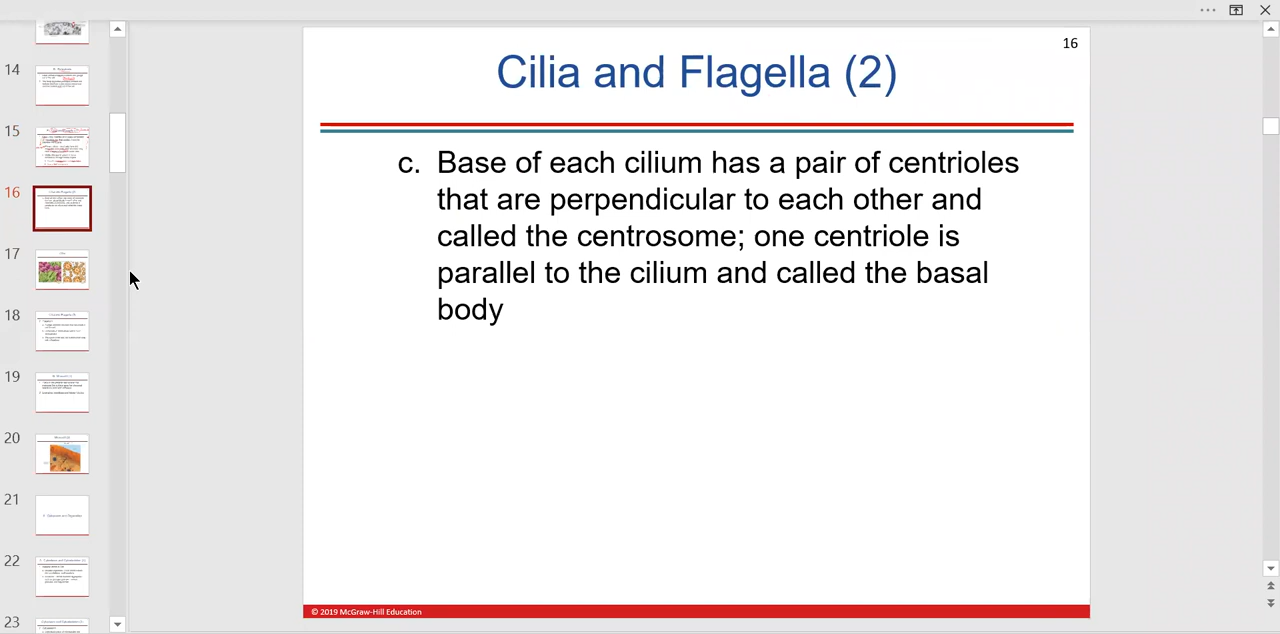 16
Cilia and Flagella (2)
c. Base of each cilium has a pair of centrioles
that are perpendicular to each other and
called the centrosome; one centriole is
parallel to the cilium and called the basal
body
© 2019 McGraw-Hill Education
14
15
16
17
18
19
20
21
22
23